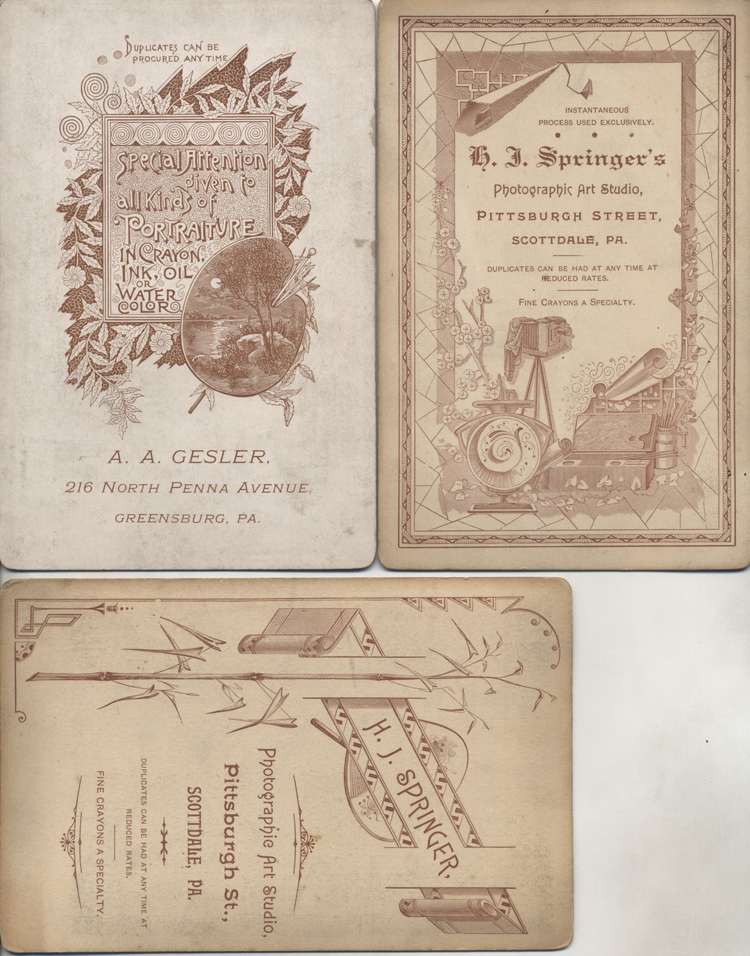 Duplicates can be
procured any time
Special Attention
given to
all Kinds of
Portraiture
in Crayon,
Ink, Oil
or
Water
Color
A. A. Gesler,
216 North Penna Avenue,
Greensburg, Pa.
Instantaneous
Process used exclusively.
H. J. Springer's
Photographic Art Studio,
Pittsburgh Street,
Scottdale, Pa.
Duplicates can be had at any time at
Reduced rates.
Fine Crayons a Specialty.
H. J. Springer,
Photographic Art Studio,
Pittsburgh St.,
Scottdale, Pa.
Duplicates can be had at any time at
reduced rates.
Fine Crayons a Specialty.